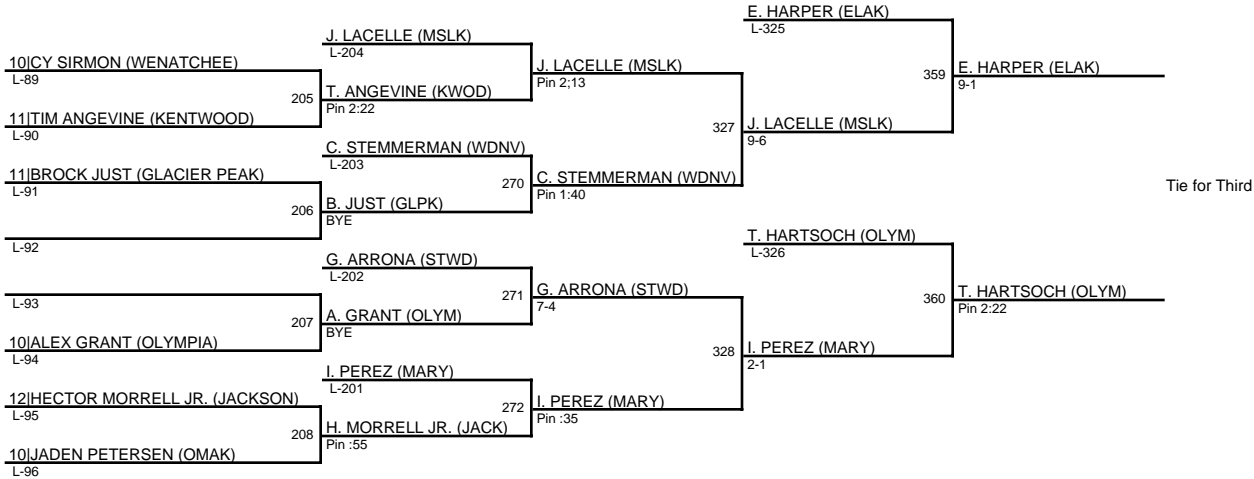 E. HARPER (ELAK)
L-325
J. LACELLE (MSLK)
L-204
10|CY SIRMON (WENATCHEE)
L-89
J. LACELLE (MSLK)
Pin 2;13
359
E. HARPER (ELAK)
9-1
205
T. ANGEVINE (KWOD)
Pin 2:22
11|TIM ANGEVINE (KENTWOOD)
L-90
327
J. LACELLE (MSLK)
9-6
C. STEMMERMAN (WDNV)
L-203
11|BROCK JUST (GLACIER PEAK)
L-91
270
C. STEMMERMAN (WDNV)
Pin 1:40
Tie for Third
206
B. JUST (GLPK)
BYE
L-92
T. HARTSOCH (OLYM)
L-326
G. ARRONA (STWD)
L-202
L-93
271
G. ARRONA (STWD)
7-4
360
T. HARTSOCH (OLYM)
Pin 2:22
207
A. GRANT (OLYM)
BYE
10|ALEX GRANT (OLYMPIA)
L-94
328
I. PEREZ (MARY)
2-1
I. PEREZ (MARY)
L-201
12|HECTOR MORRELL JR. (JACKSON)
L-95
272
I. PEREZ (MARY)
Pin :35
208
H. MORRELL JR. (JACK)
Pin :55
10|JADEN PETERSEN (OMAK)
L-96